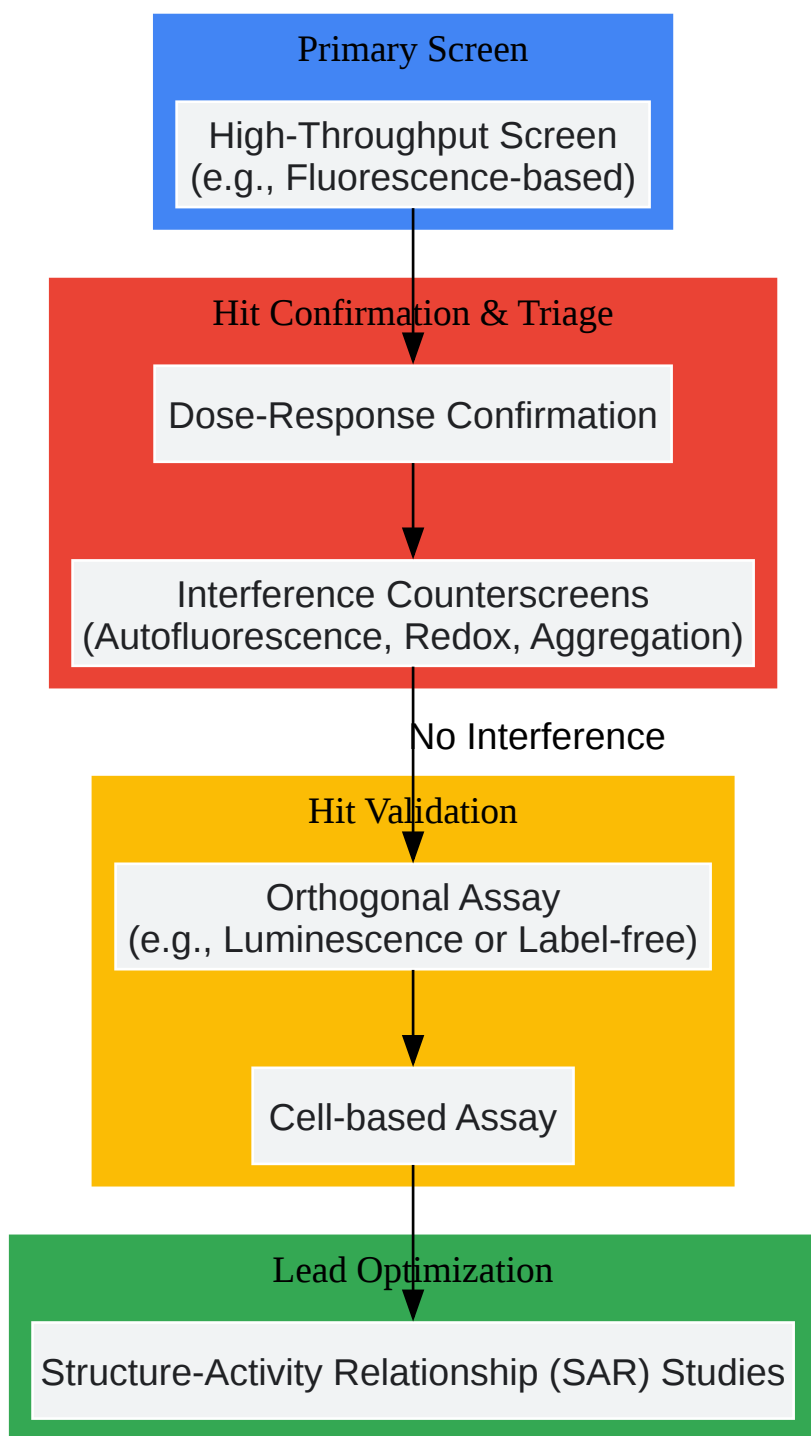 Primary Screen
High-Throughput Screen
(e.g., Fluorescence-based)
Hit Confirmation & Triage
Dose-Response Confirmation
Interference Counterscreens
(Autofluorescence, Redox, Aggregation)
No Interference
Hit Validation
Orthogonal Assay
(e.g., Luminescence or Label-free)
Cell-based Assay
Lead Optimization
Structure-Activity Relationship (SAR) Studies